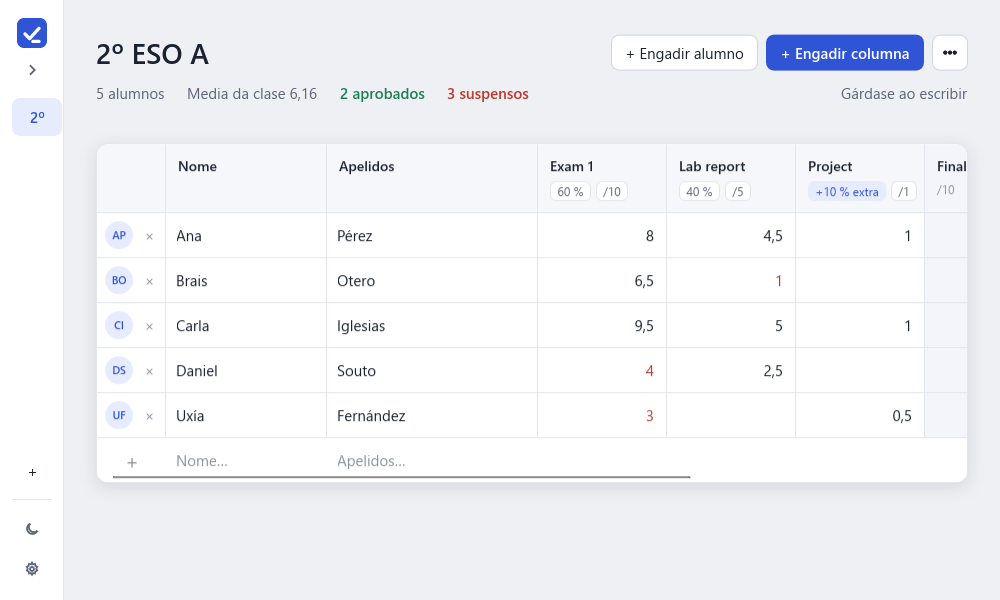 2º ESO A
+ Engadir alumno
+ Engadir columna
•••
5 alumnos Media da clase 6,16 2 aprobados 3 suspensos Gárdase ao escribir
2º
Nome Apelidos Exam 1 Lab report Project Final
60 % /10 40 % /5 +10 % extra /1 /10
AP × Ana Pérez 8 4,5 1
BO × Brais Otero 6,5 1
CI × Carla Iglesias 9,5 5 1
DS × Daniel Souto 4 2,5
UF × Uxía Fernández 3 0,5
+ Nome... Apelidos...
+